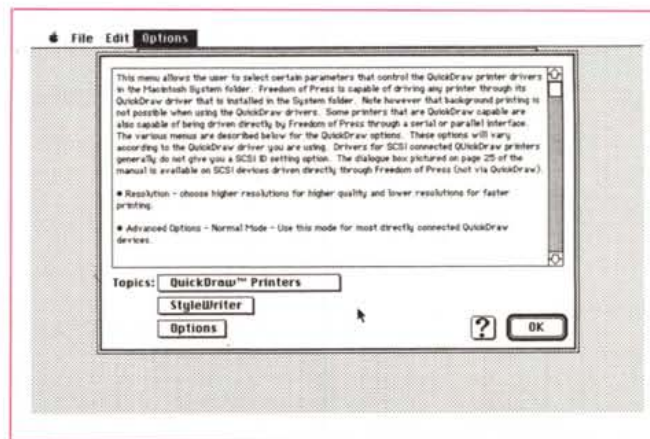 File Edit Options
This menu allows the user to select certain parameters that control the QuickDraw printer drivers
in the Macintosh System folder. Freedom of Press is capable of driving any printer through its
QuickDraw driver that is installed in the System folder. Note however that background printing is
not possible when using the QuickDraw drivers. Some printers that are QuickDraw capable are
also capable of being driven directly by Freedom of Press through a serial or parallel interface.
The various menus are described below for the QuickDraw options. These options will vary
according to the QuickDraw driver you are using. Drivers for SCSI connected QUickDraw printers
generally do not give you a SCSI ID setting option. The dialogue box pictured on page 25 of the
manual is available on SCSI devices driven directly through Freedom of Press (not via QuickDraw).
• Resolution - choose higher resolutions for higher quality and lower resolutions for faster
printing.
• Advanced Options - Normal Mode - Use this mode for most directly connected QuickDraw
devices.
Topics: QuickDraw™ Printers
StyleWriter
Options
? OK